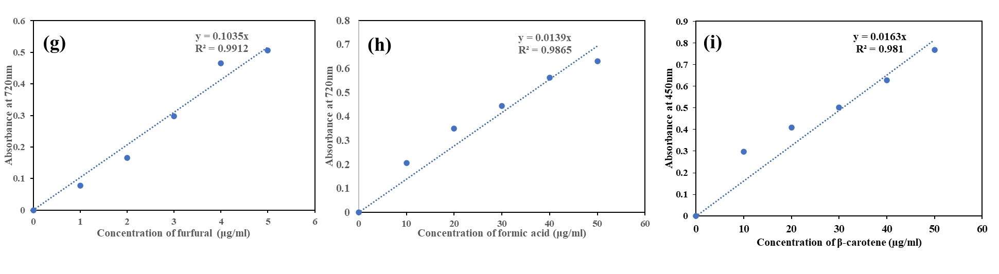 (g)
y = 0.1035x
R² = 0.9912
Absorbance at 720nm
0.6
0.5
0.4
0.3
0.2
0.1
0
0 1 2 3 4 5 6
Concentration of furfural (µg/ml)
(h)
y = 0.0139x
R² = 0.9865
Absorbance at 720nm
0.8
0.7
0.6
0.5
0.4
0.3
0.2
0.1
0
0 10 20 30 40 50 60
Concentration of formic acid (µg/ml)
(i)
y = 0.0163x
R² = 0.981
Absorbance at 450nm
0.9
0.8
0.7
0.6
0.5
0.4
0.3
0.2
0.1
0
0 10 20 30 40 50 60
Concentration of β-carotene (µg/ml)